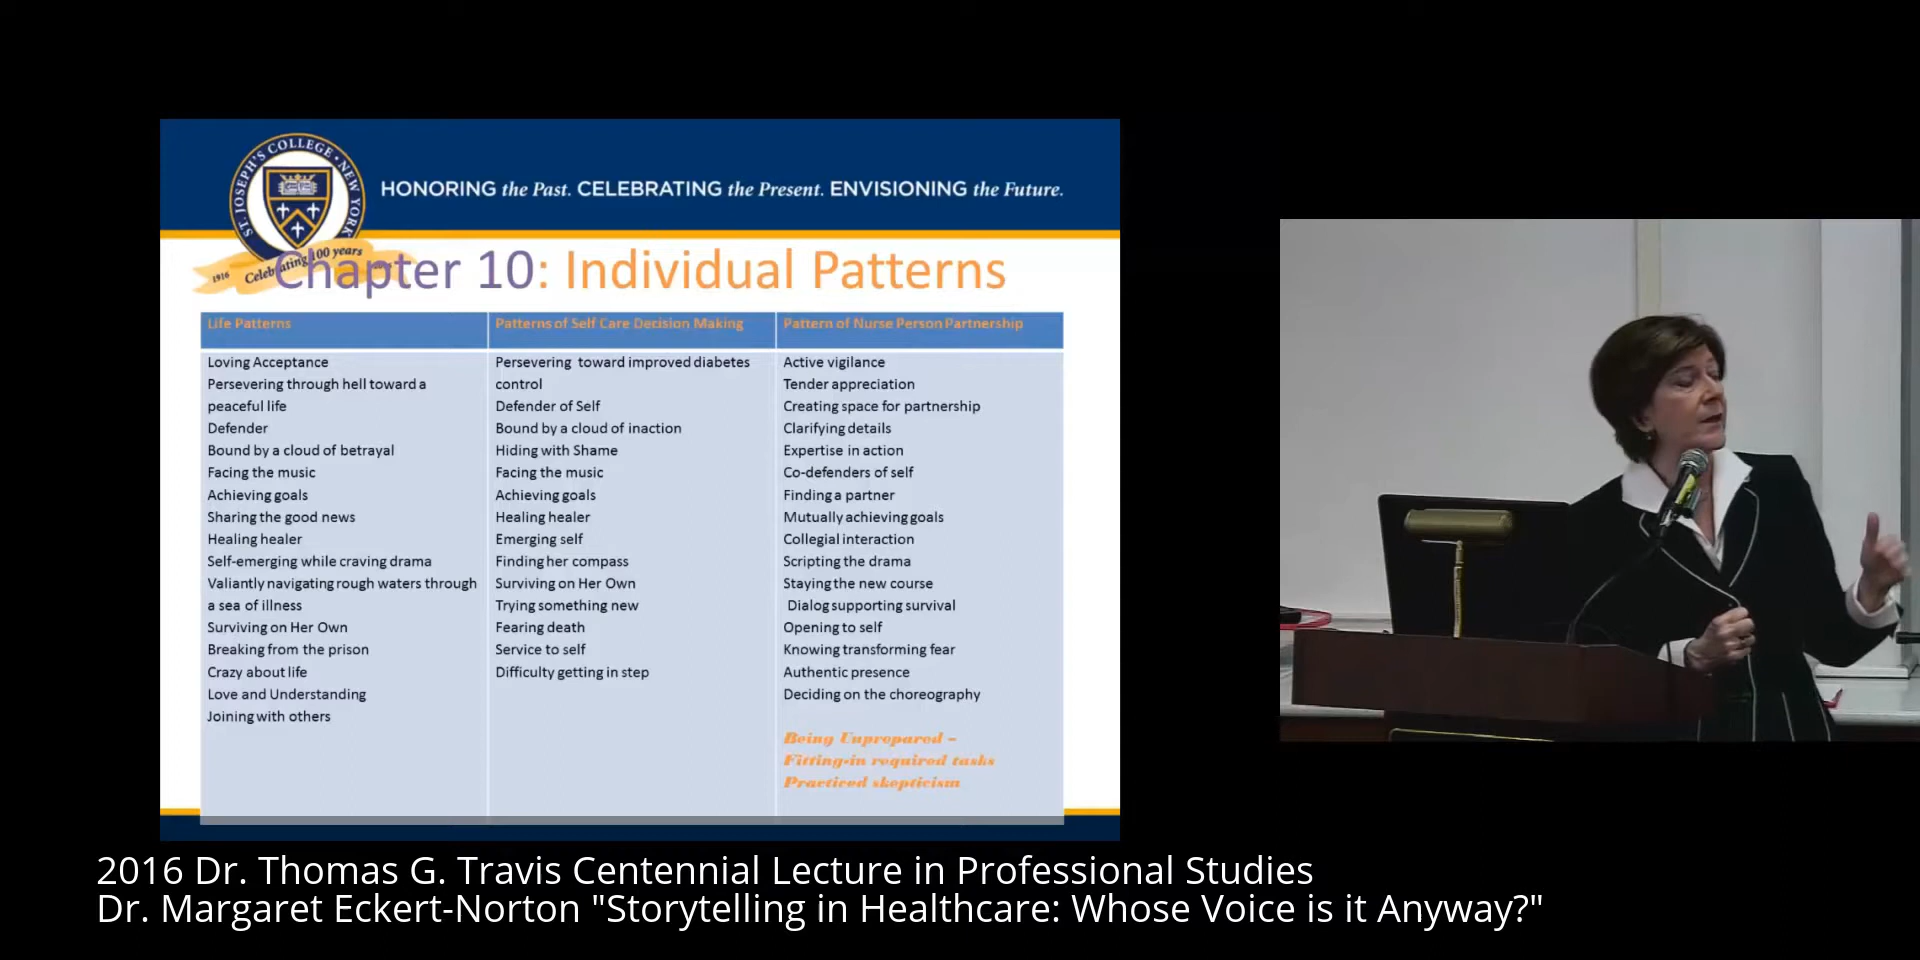 ST. JOSEPH'S COLLEGE • NEW YORK
HONORING the Past. CELEBRATING the Present. ENVISIONING the Future.
1916 Celebrating 100 years
Chapter 10: Individual Patterns
Life Patterns
Loving Acceptance
Persevering through hell toward a
peaceful life
Defender
Bound by a cloud of betrayal
Facing the music
Achieving goals
Sharing the good news
Healing healer
Self-emerging while craving drama
Valiantly navigating rough waters through
a sea of illness
Surviving on Her Own
Breaking from the prison
Crazy about life
Love and Understanding
Joining with others
Patterns of Self Care Decision Making
Persevering toward improved diabetes
control
Defender of Self
Bound by a cloud of inaction
Hiding with Shame
Facing the music
Achieving goals
Healing healer
Emerging self
Finding her compass
Surviving on Her Own
Trying something new
Fearing death
Service to self
Difficulty getting in step
Pattern of Nurse Person Partnership
Active vigilance
Tender appreciation
Creating space for partnership
Clarifying details
Expertise in action
Co-defenders of self
Finding a partner
Mutually achieving goals
Collegial interaction
Scripting the drama
Staying the new course
Dialog supporting survival
Opening to self
Knowing transforming fear
Authentic presence
Deciding on the choreography
Being Unprepared –
Fitting-in required tasks
Practiced skepticism
2016 Dr. Thomas G. Travis Centennial Lecture in Professional Studies
Dr. Margaret Eckert-Norton "Storytelling in Healthcare: Whose Voice is it Anyway?"